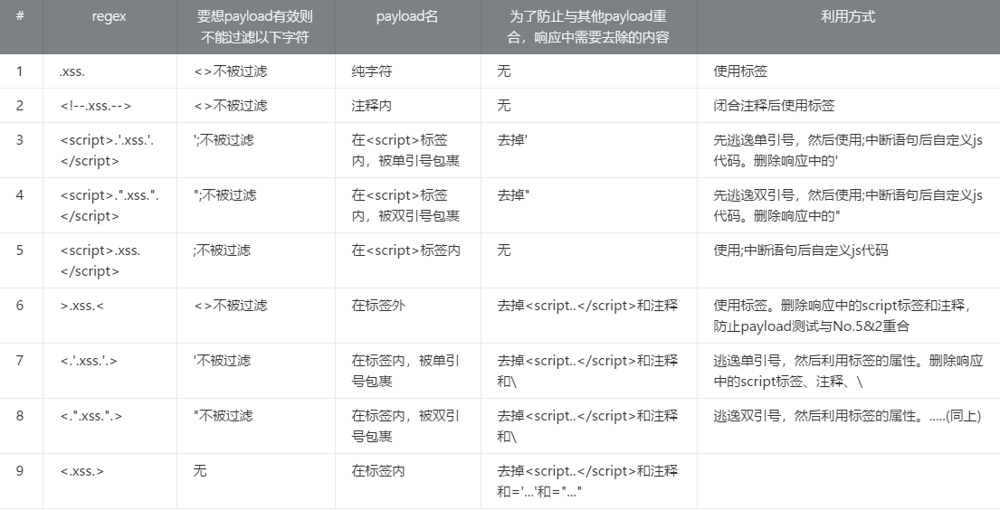 #
regex
要想payload有效则
不能过滤以下字符
payload名
为了防止与其他payload重
合，响应中需要去除的内容
利用方式
1
.xss.
<>不被过滤
纯字符
无
使用标签
2
<!--.xss.-->
<>不被过滤
注释内
无
闭合注释后使用标签
3
<script>.'.xss.'.
</script>
';不被过滤
在<script>标签
内，被单引号包裹
去掉'
先逃逸单引号，然后使用;中断语句后自定义js
代码。删除响应中的'
4
<script>.".xss.".
</script>
";不被过滤
在<script>标签
内，被双引号包裹
去掉"
先逃逸双引号，然后使用;中断语句后自定义js
代码。删除响应中的"
5
<script>.xss.
</script>
;不被过滤
在<script>标签内
无
使用;中断语句后自定义js代码
6
>.xss.<
<>不被过滤
在标签外
去掉<script..</script>和注释
使用标签。删除响应中的script标签和注释，
防止payload测试与No.5&2重合
7
<.'.xss.'.>
'不被过滤
在标签内，被单引
号包裹
去掉<script..</script>和注释
和\
逃逸单引号，然后利用标签的属性。删除响应
中的script标签、注释、\
8
<.".xss.".>
"不被过滤
在标签内，被双引
号包裹
去掉<script..</script>和注释
和\
逃逸双引号，然后利用标签的属性。.....(同上)
9
<.xss.>
无
在标签内
去掉<script..</script>和注释
和='...'和="..."